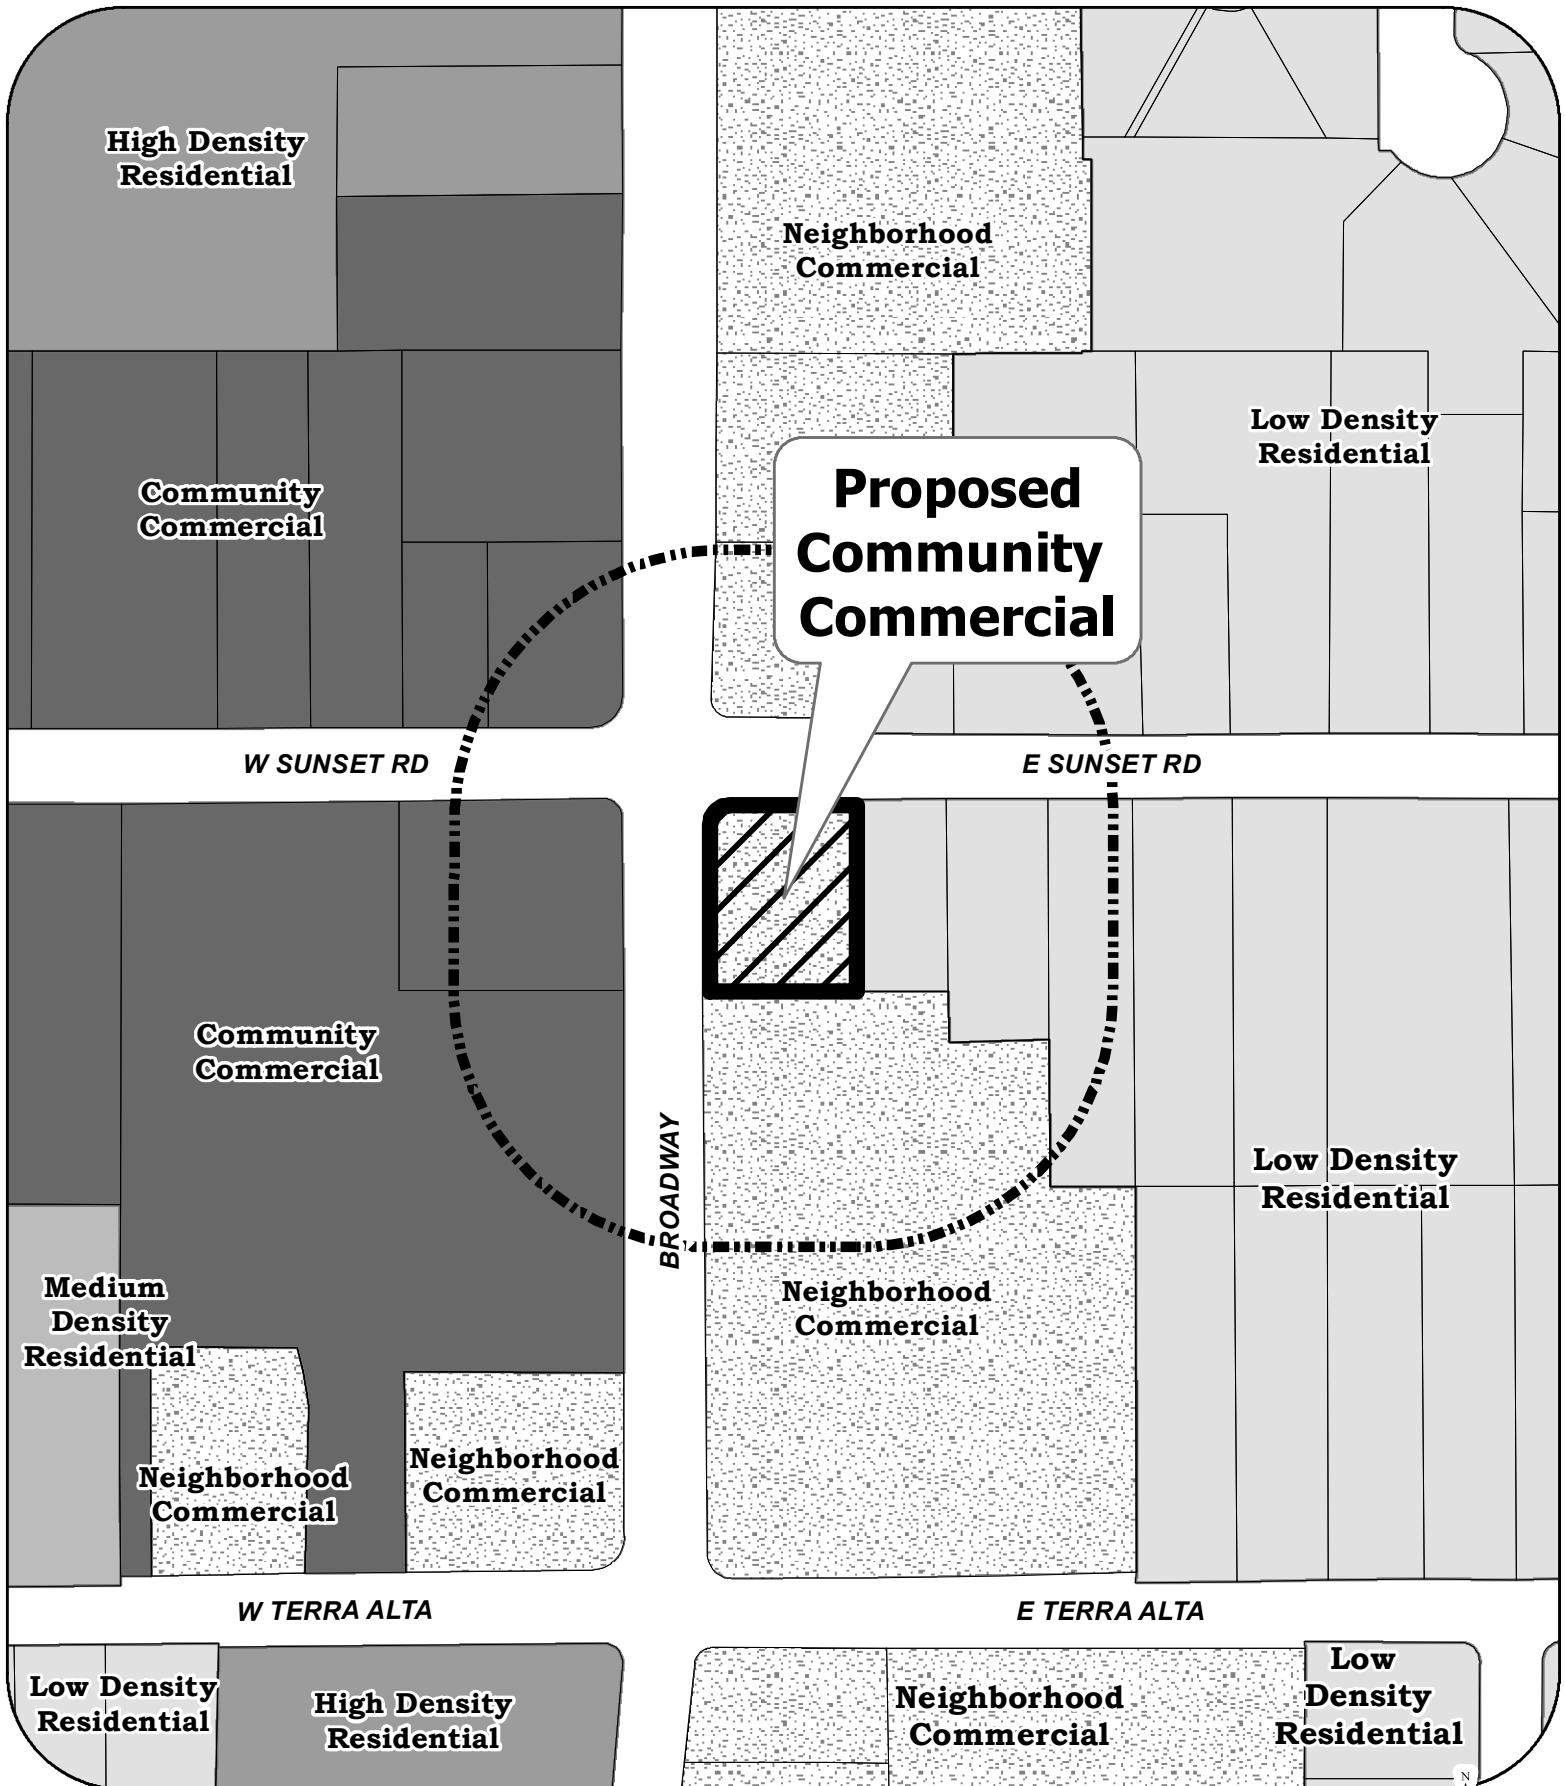 High Density
Residential
Neighborhood
Commercial
Low Density
Residential
Community
Commercial
Proposed
Community
Commercial
W SUNSET RD
E SUNSET RD
Community
Commercial
BROADWAY
Low Density
Residential
Medium
Density
Residential
Neighborhood
Commercial
Neighborhood
Commercial
Neighborhood
Commercial
W TERRA ALTA
E TERRA ALTA
Low Density
Residential
High Density
Residential
Neighborhood
Commercial
Low
Density
Residential
N